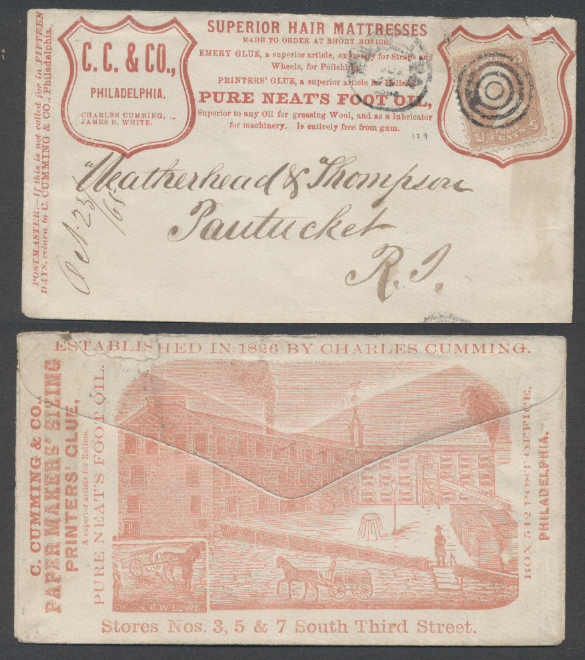 SUPERIOR HAIR MATTRESSES
MADE TO ORDER AT SHORT NOTICE.
EMERY GLUE, a superior article, expressly for Straps and
Wheels, for Polishing
PRINTERS' GLUE, a superior article for Rollers
PURE NEAT'S FOOT OIL,
Superior to any Oil for greasing Wool, and as a lubricator
for machinery. Is entirely free from gum.
C. C. & CO.,
PHILADELPHIA.
CHARLES CUMMING,
JAMES E. WHITE.
POSTMASTER.—If this is not called for in FIFTEEN
DAYS, return to C. CUMMING & CO., Philadelphia.
129
Weatherhead & Thompson
Pautucket
R. I.
Oct. 23
/65
ESTABLISHED IN 1826 BY CHARLES CUMMING.
C. CUMMING & CO.,
PAPER MAKERS' SIZING
PRINTERS' GLUE,
A superior article for Rollers.
PURE NEATS FOOT OIL.
BOX 542 POST OFFICE,
PHILADELPHIA.
J. W. LOWE
Stores Nos. 3, 5 & 7 South Third Street.